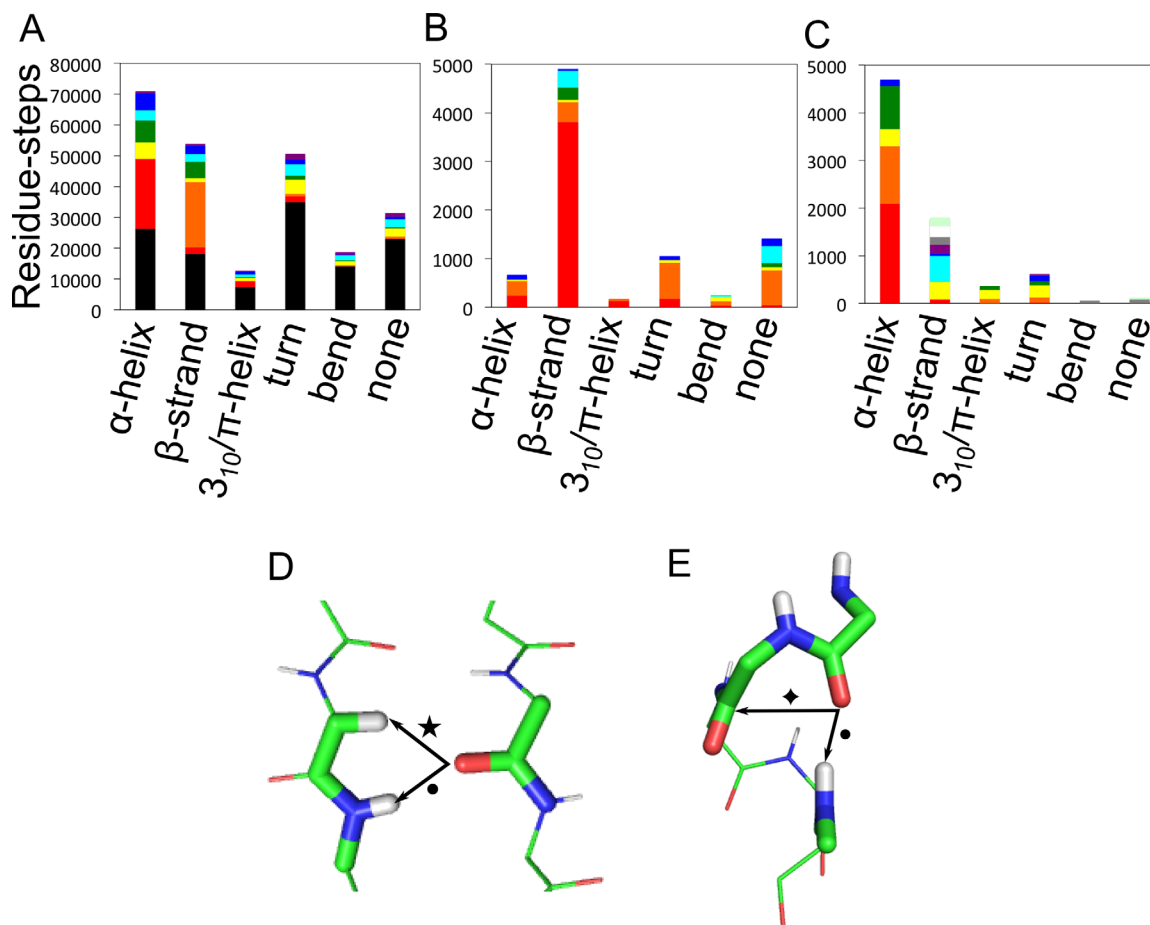 A
B
C
Residue-steps
80000
70000
60000
50000
40000
30000
20000
10000
0
α-helix
β-strand
3₁₀/π-helix
turn
bend
none
5000
4000
3000
2000
1000
0
α-helix
β-strand
3₁₀/π-helix
turn
bend
none
5000
4000
3000
2000
1000
0
α-helix
β-strand
3₁₀/π-helix
turn
bend
none
D
E